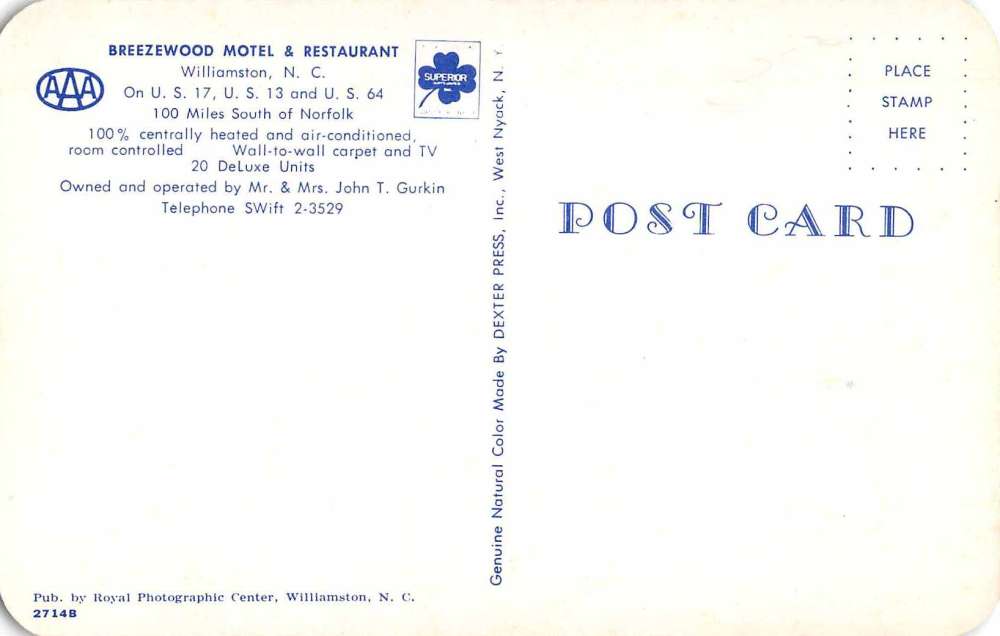 BREEZEWOOD MOTEL & RESTAURANT
Williamston, N. C.
On U. S. 17, U. S. 13 and U. S. 64
100 Miles South of Norfolk
100% centrally heated and air-conditioned,
room controlled Wall-to-wall carpet and TV
20 DeLuxe Units
Owned and operated by Mr. & Mrs. John T. Gurkin
Telephone SWift 2-3529
AAA
SUPERIOR
Pub. by Royal Photographic Center, Williamston, N. C.
2714B
Genuine Natural Color Made By DEXTER PRESS, Inc., West Nyack, N. Y
PLACE
STAMP
HERE
POST CARD